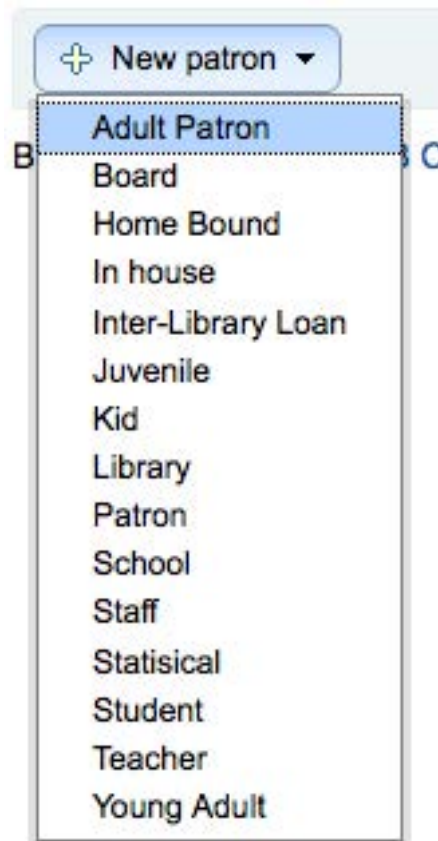 New patron
Adult Patron
B
C
Board
Home Bound
In house
Inter-Library Loan
Juvenile
Kid
Library
Patron
School
Staff
Statisical
Student
Teacher
Young Adult